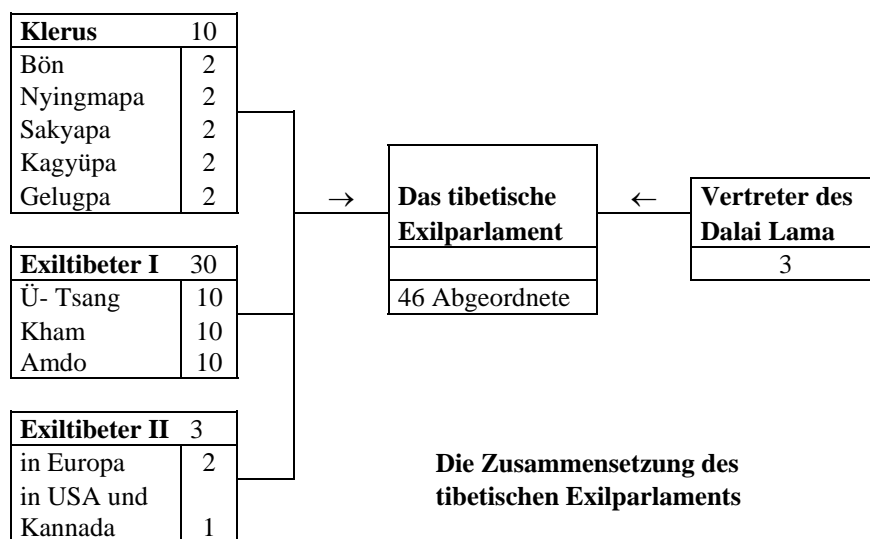 Klerus 10
Bön 2
Nyingmapa 2
Sakyapa 2
Kagyüpa 2
Gelugpa 2
Exiltibeter I 30
Ü- Tsang 10
Kham 10
Amdo 10
Exiltibeter II 3
in Europa 2
in USA und
Kannada 1
→
Das tibetische
Exilparlament
46 Abgeordnete
←
Vertreter des
Dalai Lama
3
Die Zusammensetzung des
tibetischen Exilparlaments